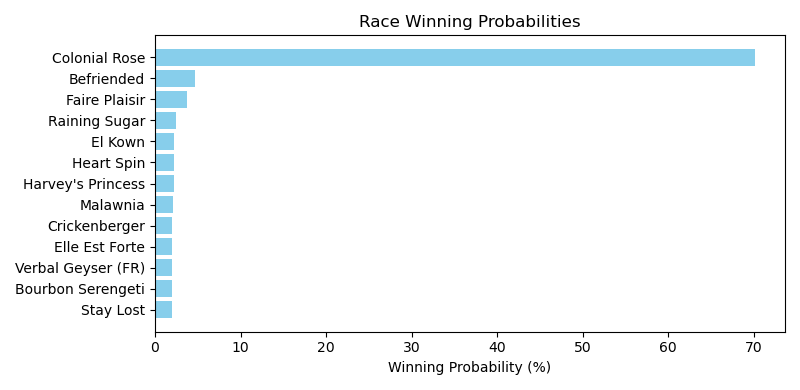 Race Winning Probabilities
Colonial Rose
Befriended
Faire Plaisir
Raining Sugar
El Kown
Heart Spin
Harvey's Princess
Malawnia
Crickenberger
Elle Est Forte
Verbal Geyser (FR)
Bourbon Serengeti
Stay Lost
0 10 20 30 40 50 60 70
Winning Probability (%)